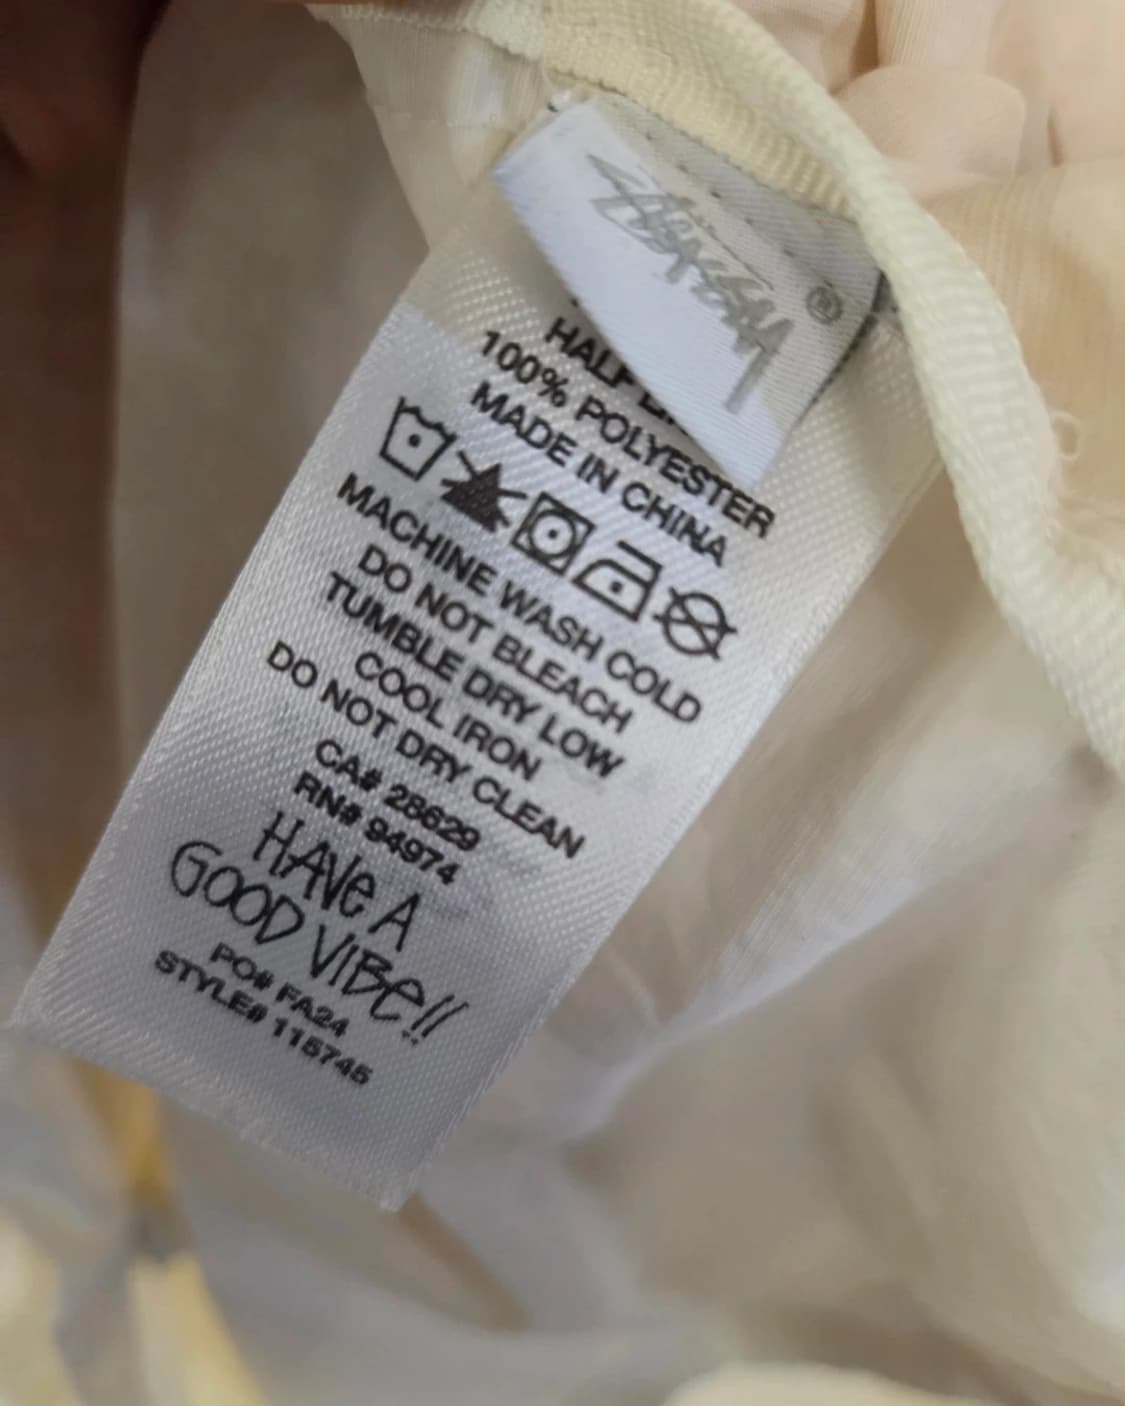 Stüssy ®
HALF
100% POLYESTER
MADE IN CHINA
MACHINE WASH COLD
DO NOT BLEACH
TUMBLE DRY LOW
COOL IRON
DO NOT DRY CLEAN
CA# 28629
RN# 94974
HAVe A
GOOD VIBe!!
PO# FA24
STYLE# 115745